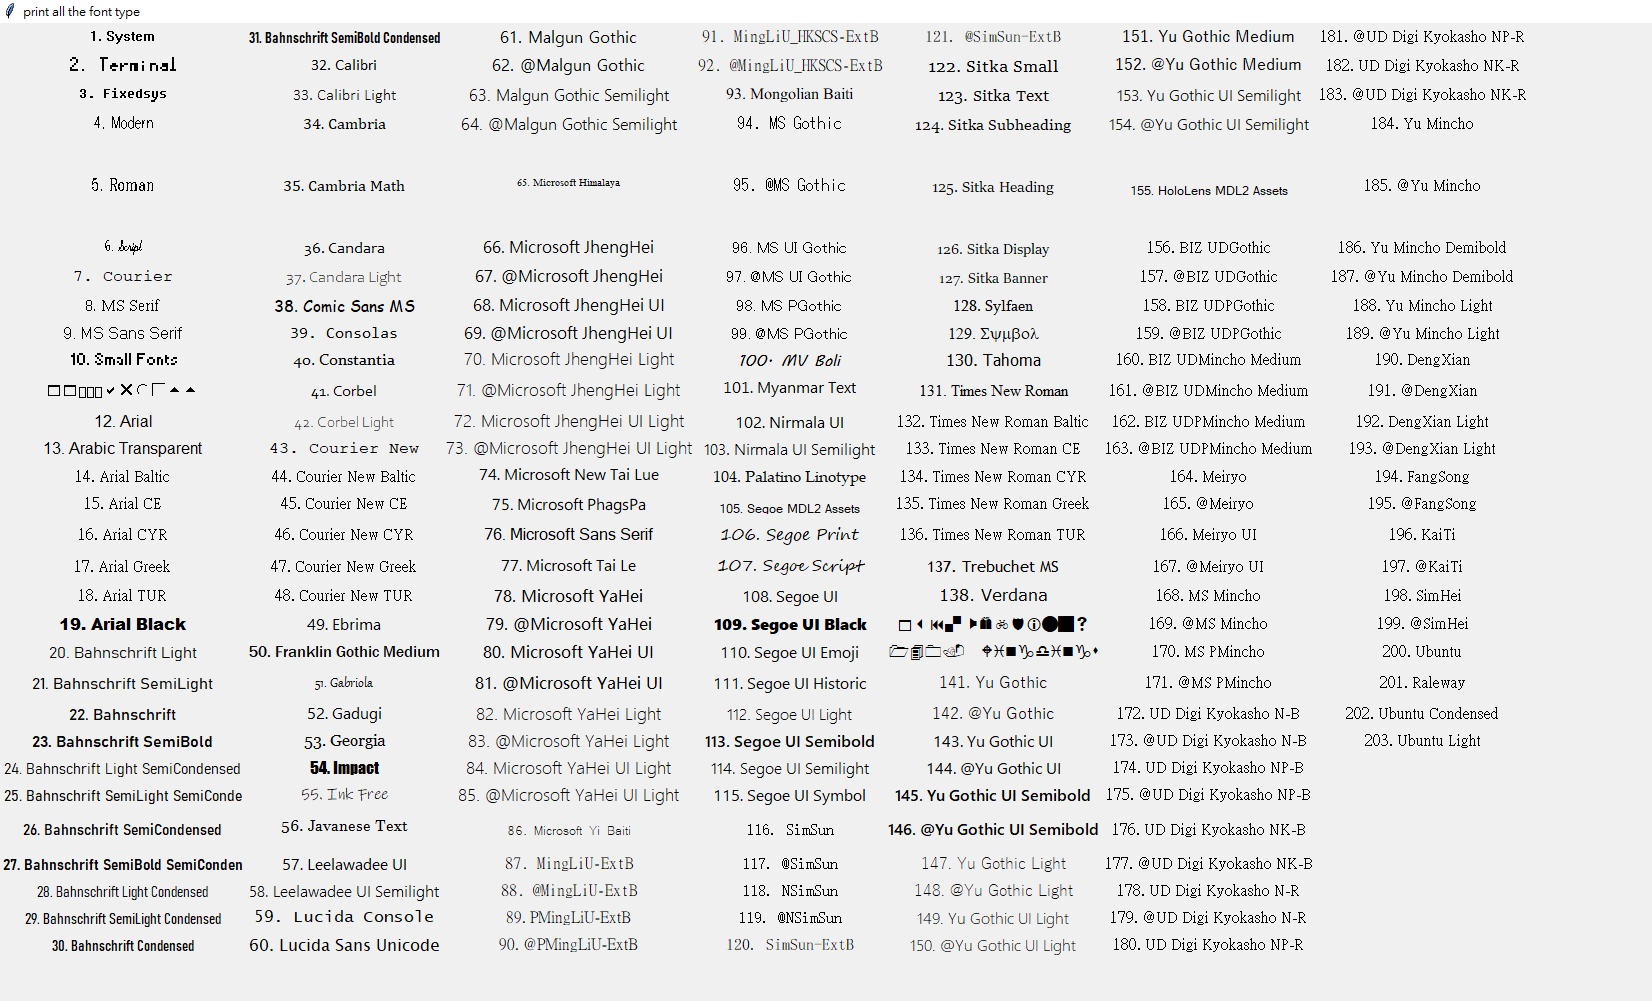 print all the font type
1. System
2. Terminal
3. Fixedsys
4. Modern
5. Roman
6. Script
7. Courier
8. MS Serif
9. MS Sans Serif
10. Small Fonts
12. Arial
13. Arabic Transparent
14. Arial Baltic
15. Arial CE
16. Arial CYR
17. Arial Greek
18. Arial TUR
19. Arial Black
20. Bahnschrift Light
21. Bahnschrift SemiLight
22. Bahnschrift
23. Bahnschrift SemiBold
24. Bahnschrift Light SemiCondensed
25. Bahnschrift SemiLight SemiConde
26. Bahnschrift SemiCondensed
27. Bahnschrift SemiBold SemiConden
28. Bahnschrift Light Condensed
29. Bahnschrift SemiLight Condensed
30. Bahnschrift Condensed
31. Bahnschrift SemiBold Condensed
32. Calibri
33. Calibri Light
34. Cambria
35. Cambria Math
36. Candara
37. Candara Light
38. Comic Sans MS
39. Consolas
40. Constantia
41. Corbel
42. Corbel Light
43. Courier New
44. Courier New Baltic
45. Courier New CE
46. Courier New CYR
47. Courier New Greek
48. Courier New TUR
49. Ebrima
50. Franklin Gothic Medium
51. Gabriola
52. Gadugi
53. Georgia
54. Impact
55. Ink Free
56. Javanese Text
57. Leelawadee UI
58. Leelawadee UI Semilight
59. Lucida Console
60. Lucida Sans Unicode
61. Malgun Gothic
62. @Malgun Gothic
63. Malgun Gothic Semilight
64. @Malgun Gothic Semilight
65. Microsoft Himalaya
66. Microsoft JhengHei
67. @Microsoft JhengHei
68. Microsoft JhengHei UI
69. @Microsoft JhengHei UI
70. Microsoft JhengHei Light
71. @Microsoft JhengHei Light
72. Microsoft JhengHei UI Light
73. @Microsoft JhengHei UI Light
74. Microsoft New Tai Lue
75. Microsoft PhagsPa
76. Microsoft Sans Serif
77. Microsoft Tai Le
78. Microsoft YaHei
79. @Microsoft YaHei
80. Microsoft YaHei UI
81. @Microsoft YaHei UI
82. Microsoft YaHei Light
83. @Microsoft YaHei Light
84. Microsoft YaHei UI Light
85. @Microsoft YaHei UI Light
86. Microsoft Yi Baiti
87. MingLiU-ExtB
88. @MingLiU-ExtB
89. PMingLiU-ExtB
90. @PMingLiU-ExtB
91. MingLiU_HKSCS-ExtB
92. @MingLiU_HKSCS-ExtB
93. Mongolian Baiti
94. MS Gothic
95. @MS Gothic
96. MS UI Gothic
97. @MS UI Gothic
98. MS PGothic
99. @MS PGothic
100. MV Boli
101. Myanmar Text
102. Nirmala UI
103. Nirmala UI Semilight
104. Palatino Linotype
105. Segoe MDL2 Assets
106. Segoe Print
107. Segoe Script
108. Segoe UI
109. Segoe UI Black
110. Segoe UI Emoji
111. Segoe UI Historic
112. Segoe UI Light
113. Segoe UI Semibold
114. Segoe UI Semilight
115. Segoe UI Symbol
116. SimSun
117. @SimSun
118. NSimSun
119. @NSimSun
120. SimSun-ExtB
121. @SimSun-ExtB
122. Sitka Small
123. Sitka Text
124. Sitka Subheading
125. Sitka Heading
126. Sitka Display
127. Sitka Banner
128. Sylfaen
129. Σψμβολ
130. Tahoma
131. Times New Roman
132. Times New Roman Baltic
133. Times New Roman CE
134. Times New Roman CYR
135. Times New Roman Greek
136. Times New Roman TUR
137. Trebuchet MS
138. Verdana
141. Yu Gothic
142. @Yu Gothic
143. Yu Gothic UI
144. @Yu Gothic UI
145. Yu Gothic UI Semibold
146. @Yu Gothic UI Semibold
147. Yu Gothic Light
148. @Yu Gothic Light
149. Yu Gothic UI Light
150. @Yu Gothic UI Light
151. Yu Gothic Medium
152. @Yu Gothic Medium
153. Yu Gothic UI Semilight
154. @Yu Gothic UI Semilight
155. HoloLens MDL2 Assets
156. BIZ UDGothic
157. @BIZ UDGothic
158. BIZ UDPGothic
159. @BIZ UDPGothic
160. BIZ UDMincho Medium
161. @BIZ UDMincho Medium
162. BIZ UDPMincho Medium
163. @BIZ UDPMincho Medium
164. Meiryo
165. @Meiryo
166. Meiryo UI
167. @Meiryo UI
168. MS Mincho
169. @MS Mincho
170. MS PMincho
171. @MS PMincho
172. UD Digi Kyokasho N-B
173. @UD Digi Kyokasho N-B
174. UD Digi Kyokasho NP-B
175. @UD Digi Kyokasho NP-B
176. UD Digi Kyokasho NK-B
177. @UD Digi Kyokasho NK-B
178. UD Digi Kyokasho N-R
179. @UD Digi Kyokasho N-R
180. UD Digi Kyokasho NP-R
181. @UD Digi Kyokasho NP-R
182. UD Digi Kyokasho NK-R
183. @UD Digi Kyokasho NK-R
184. Yu Mincho
185. @Yu Mincho
186. Yu Mincho Demibold
187. @Yu Mincho Demibold
188. Yu Mincho Light
189. @Yu Mincho Light
190. DengXian
191. @DengXian
192. DengXian Light
193. @DengXian Light
194. FangSong
195. @FangSong
196. KaiTi
197. @KaiTi
198. SimHei
199. @SimHei
200. Ubuntu
201. Raleway
202. Ubuntu Condensed
203. Ubuntu Light